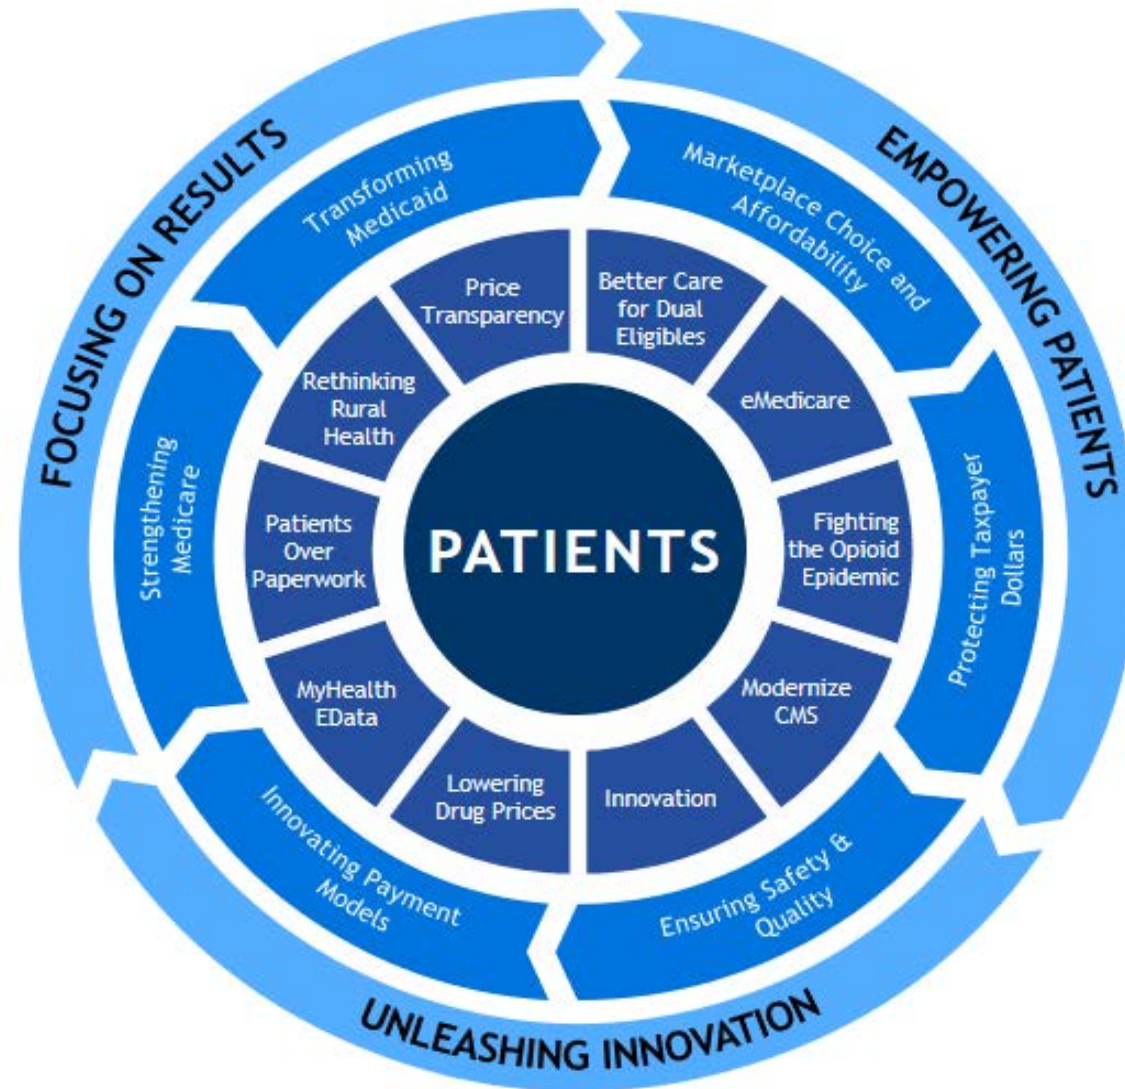 FOCUSING ON RESULTS
EMPOWERING PATIENTS
UNLEASHING INNOVATION
Transforming
Medicaid
Marketplace Choice and
Affordability
Protecting Taxpayer
Dollars
Ensuring Safety &
Quality
Innovating Payment
Models
Strengthening
Medicare
Price
Transparency
Better Care
for Dual
Eligibles
eMedicare
Fighting
the Opioid
Epidemic
Modernize
CMS
Innovation
Lowering
Drug Prices
MyHealth
EData
Patients
Over
Paperwork
Rethinking
Rural
Health
PATIENTS